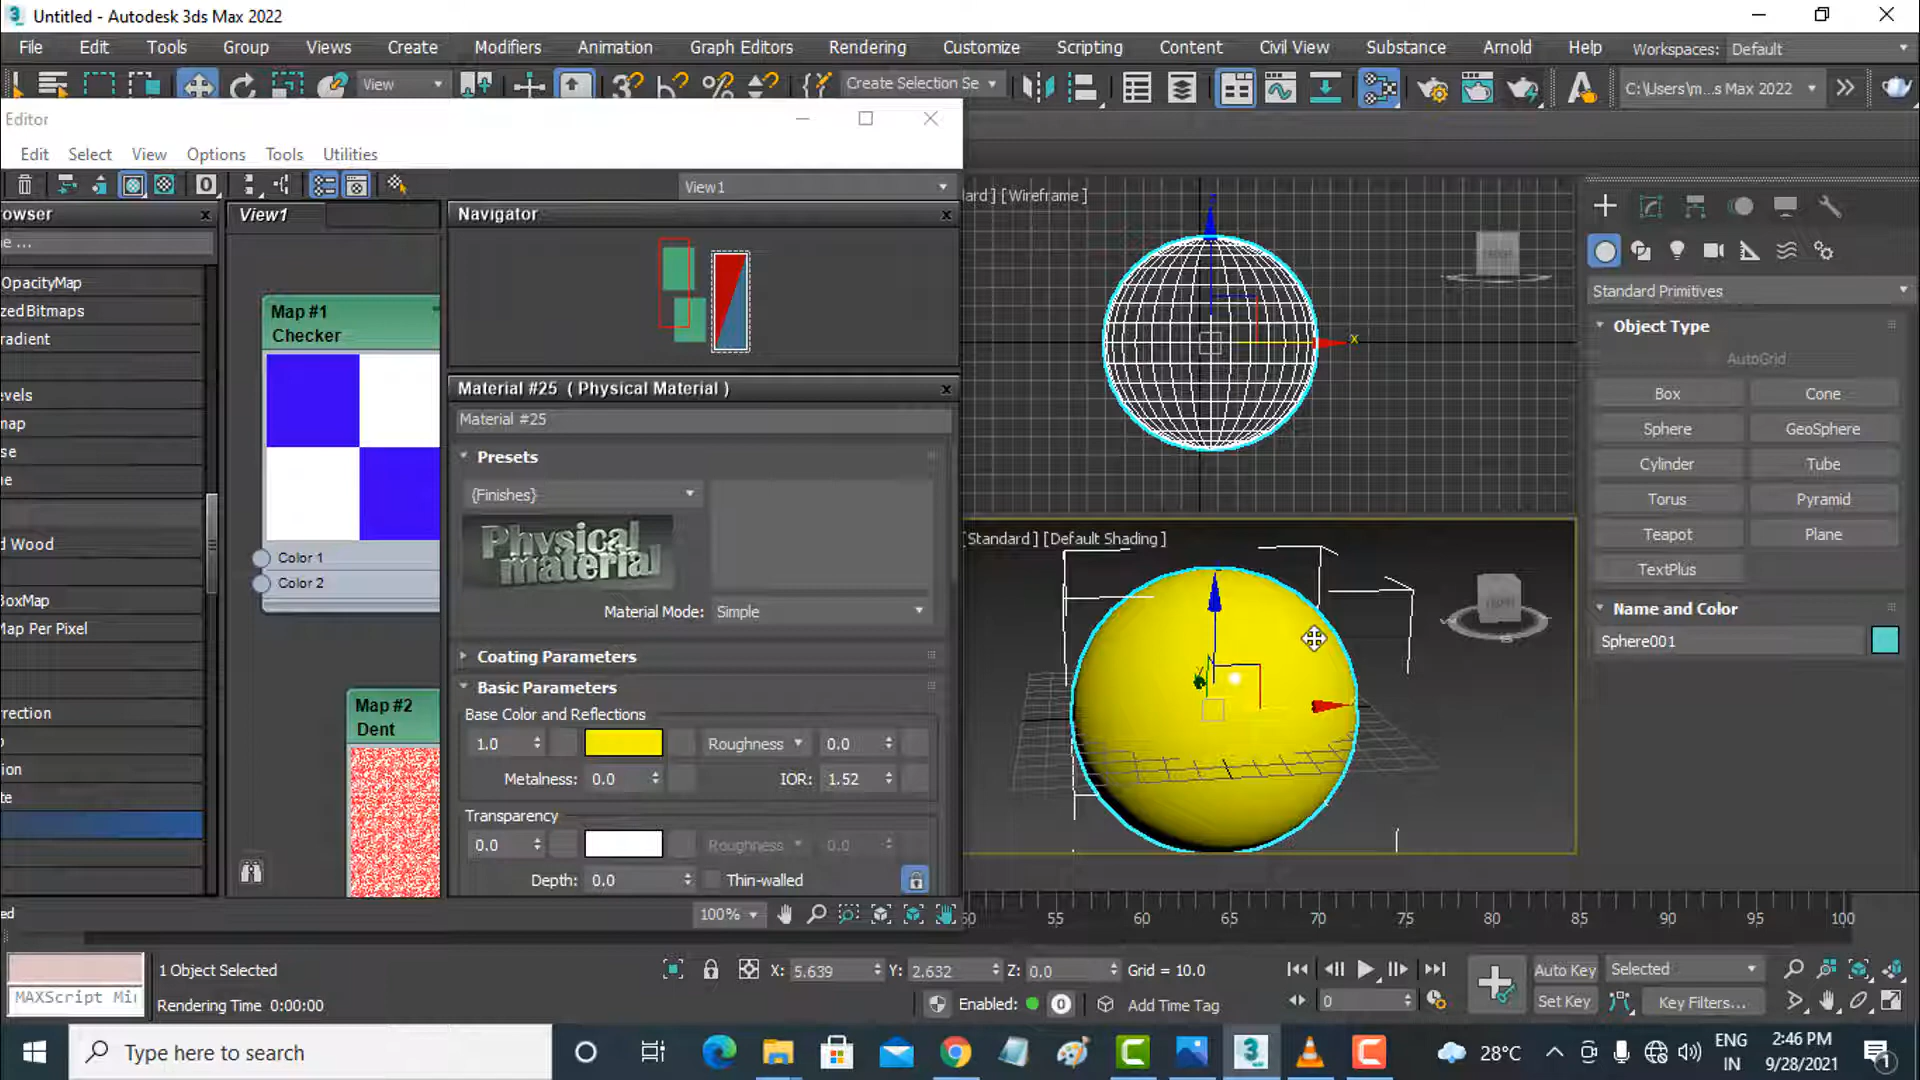 Untitled - Autodesk 3ds Max 2022
File Edit Tools Group Views Create Modifiers Animation Graph Editors Rendering Customize Scripting Content Civil View Substance Arnold Help Workspaces: Default
View Create Selection Se C:\Users\m...s Max 2022
Editor
Edit Select View Options Tools Utilities
View1
owser View1 Navigator
e ...
OpacityMap
zedBitmaps
radient
evels
map
se
ne
d Wood
BoxMap
Map Per Pixel
rrection
p
ion
te
Map #1
Checker
Color 1
Color 2
Map #2
Dent
Material #25 ( Physical Material )
Material #25
Presets
{Finishes}
Physical material
Material Mode: Simple
Coating Parameters
Basic Parameters
Base Color and Reflections
1.0 Roughness 0.0
Metalness: 0.0 IOR: 1.52
Transparency
0.0 Roughness 0.0
Depth: 0.0 Thin-walled
100%
dard ] [Wireframe ]
x
[Standard ] [Default Shading ]
Standard Primitives
Object Type
AutoGrid
Box Cone
Sphere GeoSphere
Cylinder Tube
Torus Pyramid
Teapot Plane
TextPlus
Name and Color
Sphere001
ed
50 55 60 65 70 75 80 85 90 95 100
1 Object Selected X: 5.639 Y: 2.632 Z: 0.0 Grid = 10.0 Auto Key Selected
MAXScript Mi Rendering Time 0:00:00 Enabled: 0 Add Time Tag 0 Set Key Key Filters...
Type here to search 28°C ENG IN 2:46 PM 9/28/2021 1